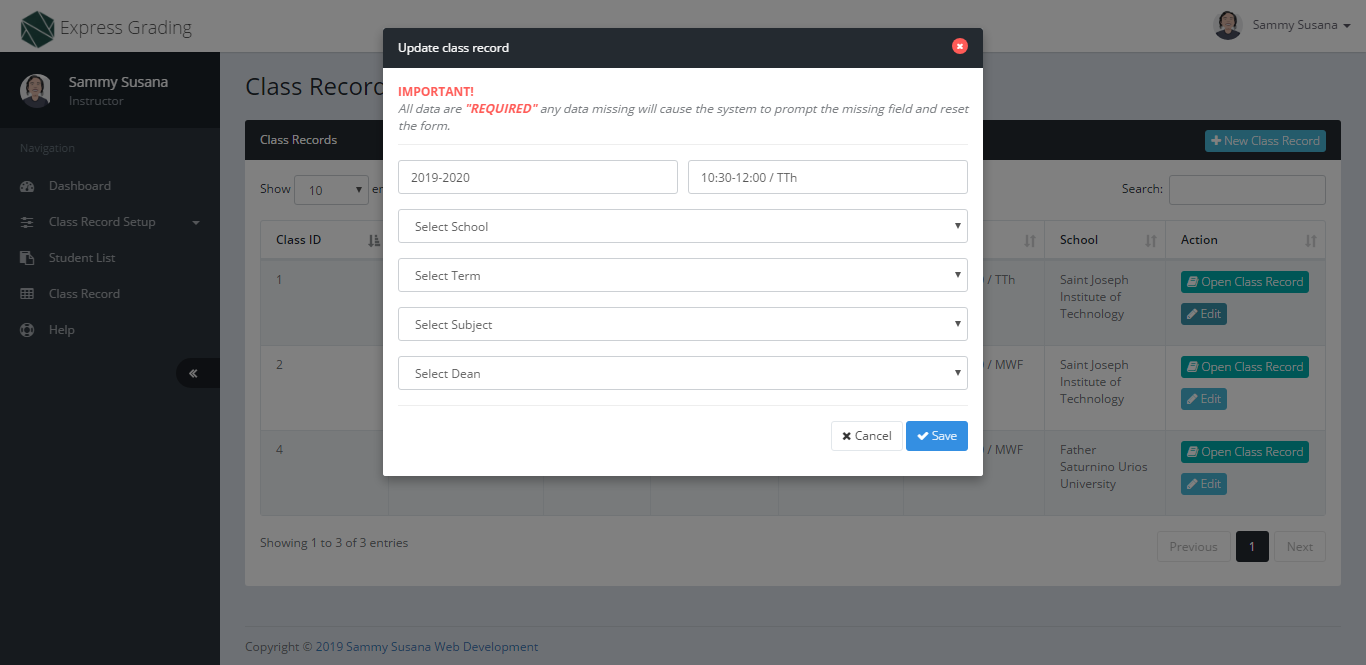 Express Grading
Sammy Susana
Sammy Susana
Instructor
Navigation
Dashboard
Class Record Setup
Student List
Class Record
Help
Class Record
Class Records
New Class Record
Show 10 en
Search:
Class ID
School
Action
1
/ TTh
Saint Joseph
Institute of
Technology
Open Class Record
Edit
2
/ MWF
Saint Joseph
Institute of
Technology
Open Class Record
Edit
4
/ MWF
Father
Saturnino Urios
University
Open Class Record
Edit
Showing 1 to 3 of 3 entries
Previous
1
Next
Copyright © 2019 Sammy Susana Web Development
Update class record
IMPORTANT!
All data are "REQUIRED" any data missing will cause the system to prompt the missing field and reset
the form.
2019-2020
10:30-12:00 / TTh
Select School
Select Term
Select Subject
Select Dean
Cancel
Save